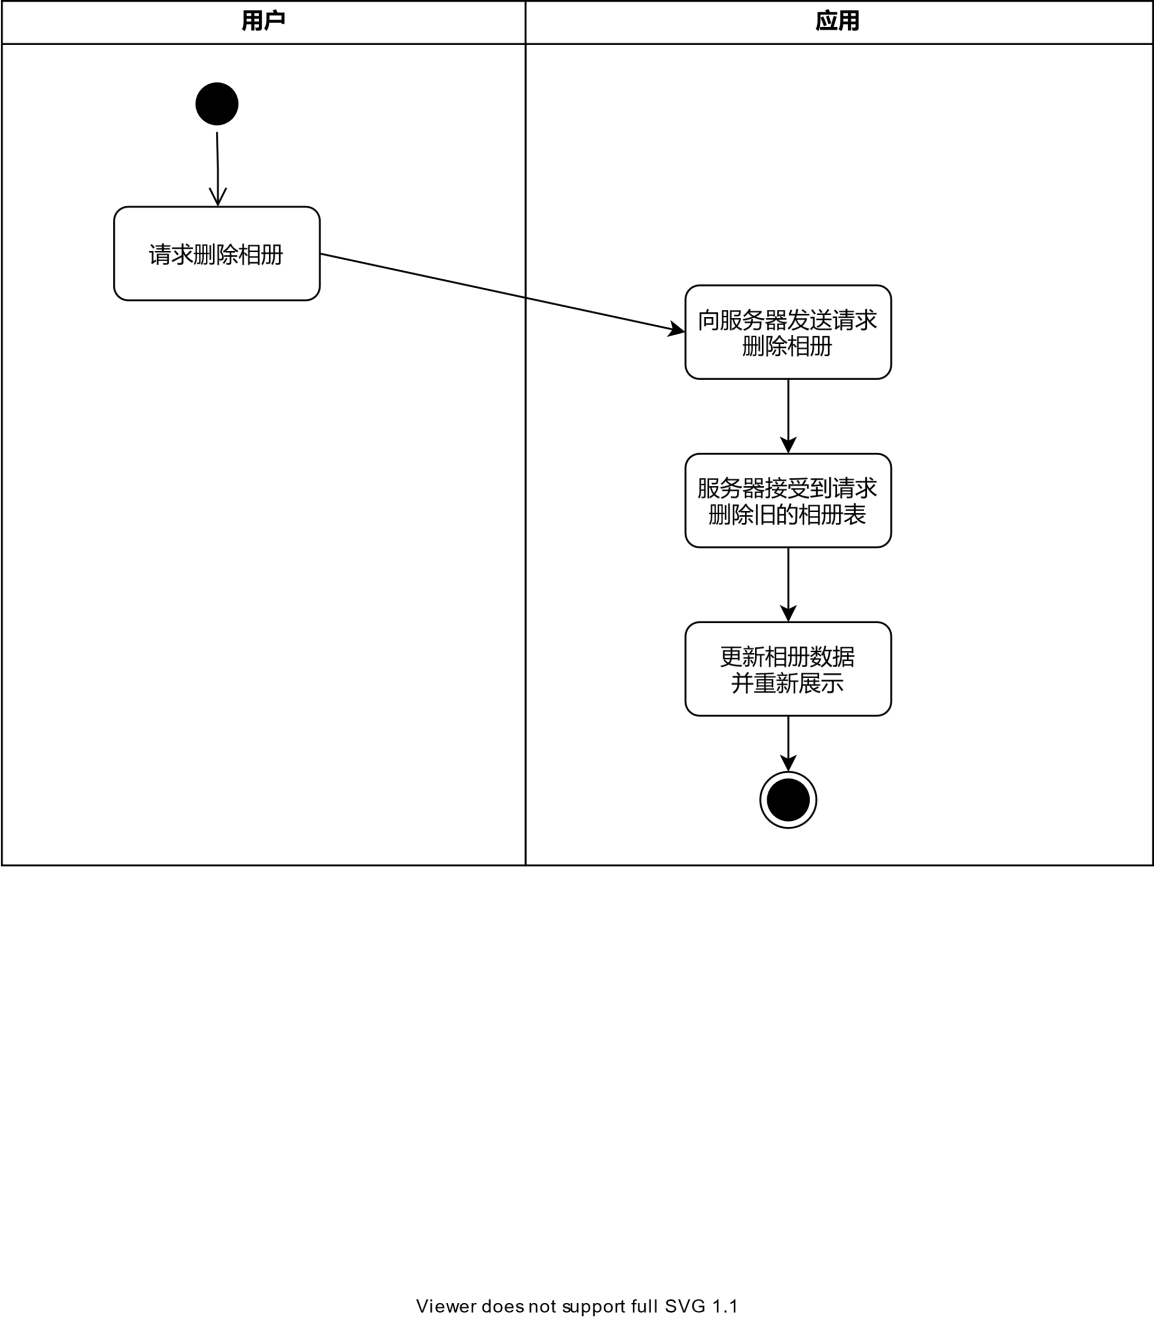 用户
应用
请求删除相册
向服务器发送请求
删除相册
服务器接受到请求
删除旧的相册表
更新相册数据
并重新展示
Viewer does not support full SVG 1.1